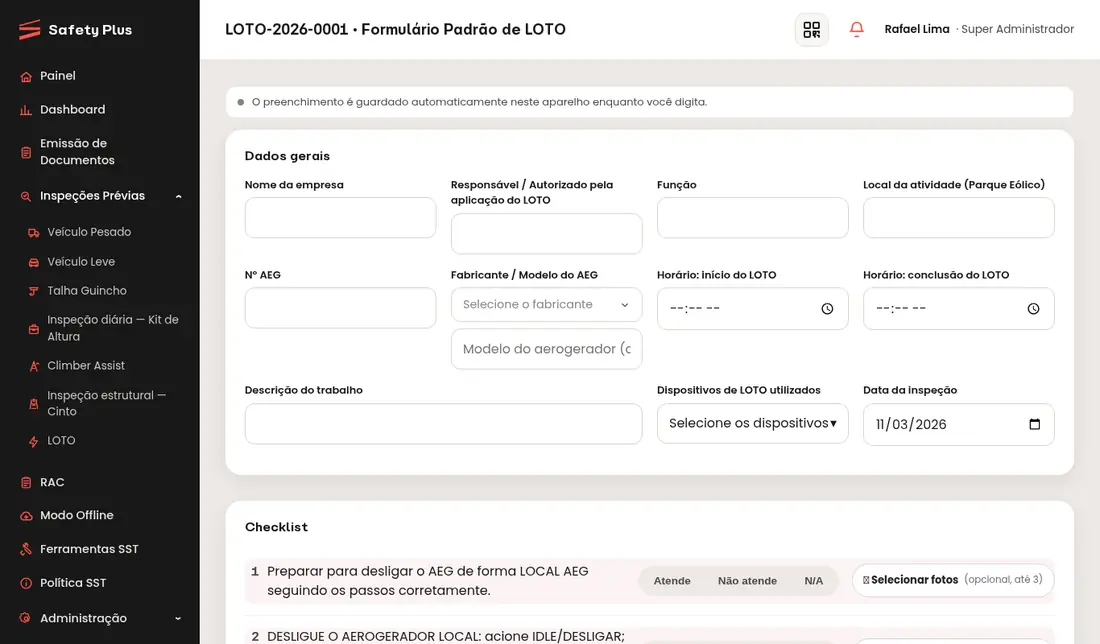 Safety Plus
Painel
Dashboard
Emissão de
Documentos
Inspeções Prévias
Veículo Pesado
Veículo Leve
Talha Guincho
Inspeção diária — Kit de
Altura
Climber Assist
Inspeção estrutural —
Cinto
LOTO
RAC
Modo Offline
Ferramentas SST
Política SST
Administração
LOTO-2026-0001 • Formulário Padrão de LOTO
Rafael Lima · Super Administrador
O preenchimento é guardado automaticamente neste aparelho enquanto você digita.
Dados gerais
Nome da empresa
Responsável / Autorizado pela
aplicação do LOTO
Função
Local da atividade (Parque Eólico)
Nº AEG
Fabricante / Modelo do AEG
Selecione o fabricante
Modelo do aerogerador (c
Horário: início do LOTO
--:-- --
Horário: conclusão do LOTO
--:-- --
Descrição do trabalho
Dispositivos de LOTO utilizados
Selecione os dispositivos▾
Data da inspeção
11/03/2026
Checklist
1 Preparar para desligar o AEG de forma LOCAL AEG
seguindo os passos corretamente.
Atende Não atende N/A
Selecionar fotos (opcional, até 3)
2 DESLIGUE O AEROGERADOR LOCAL: acione IDLE/DESLIGAR;